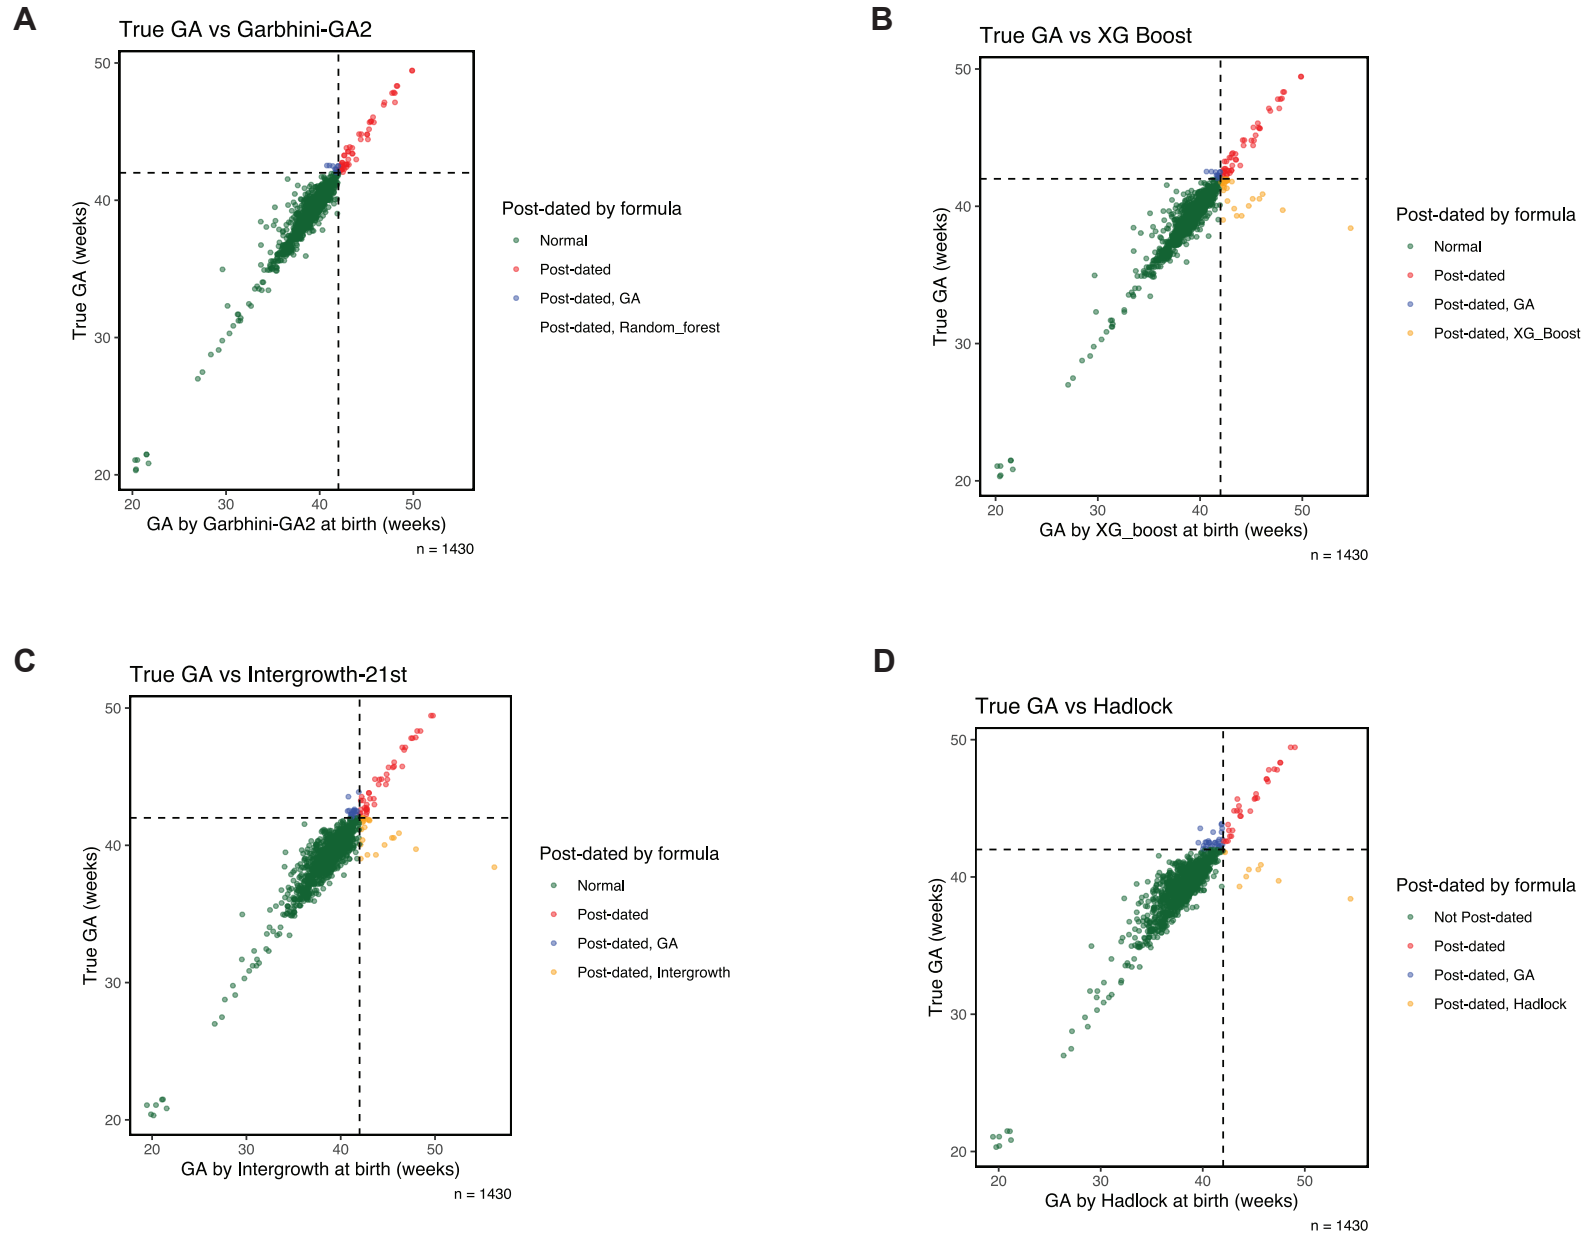 A
True GA vs Garbhini-GA2
50
40
30
20
True GA (weeks)
20 30 40 50
GA by Garbhini-GA2 at birth (weeks)
n = 1430
Post-dated by formula
Normal
Post-dated
Post-dated, GA
Post-dated, Random_forest
B
True GA vs XG Boost
50
40
30
20
True GA (weeks)
20 30 40 50
GA by XG_boost at birth (weeks)
n = 1430
Post-dated by formula
Normal
Post-dated
Post-dated, GA
Post-dated, XG_Boost
C
True GA vs Intergrowth-21st
50
40
30
20
True GA (weeks)
20 30 40 50
GA by Intergrowth at birth (weeks)
n = 1430
Post-dated by formula
Normal
Post-dated
Post-dated, GA
Post-dated, Intergrowth
D
True GA vs Hadlock
50
40
30
20
True GA (weeks)
20 30 40 50
GA by Hadlock at birth (weeks)
n = 1430
Post-dated by formula
Not Post-dated
Post-dated
Post-dated, GA
Post-dated, Hadlock